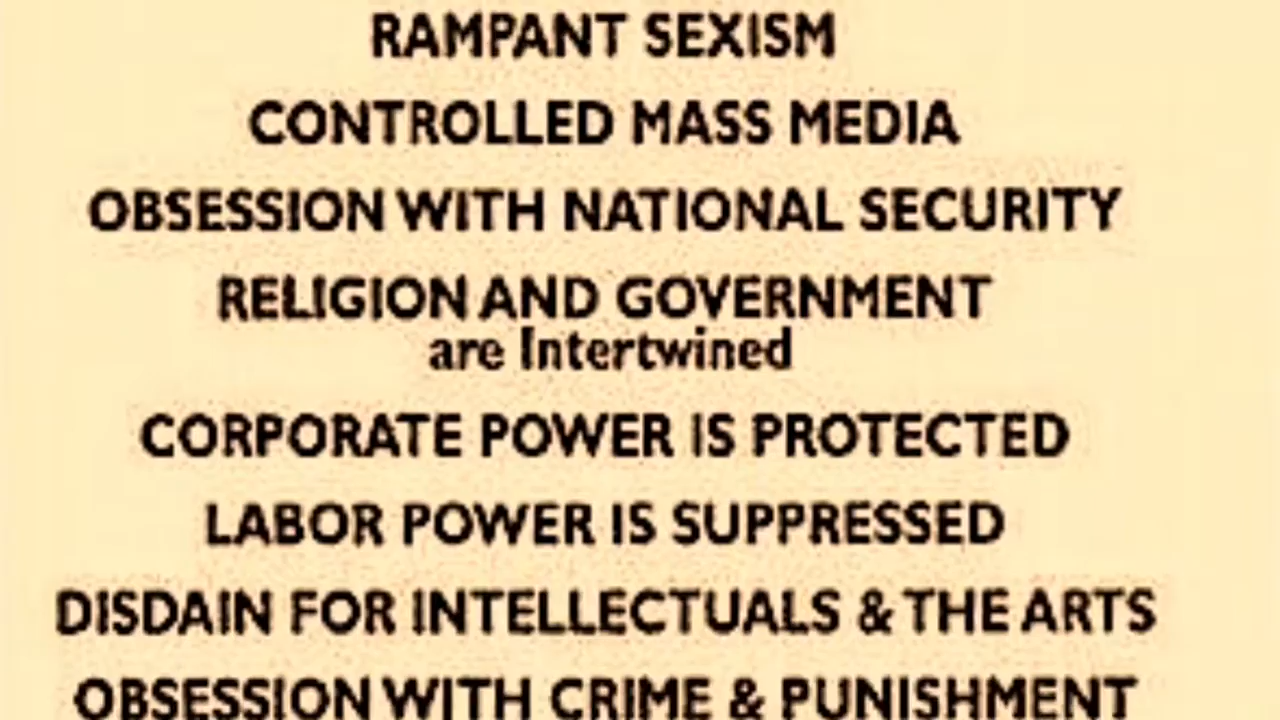 RAMPANT SEXISM
CONTROLLED MASS MEDIA
OBSESSION WITH NATIONAL SECURITY
RELIGION AND GOVERNMENT
are Intertwined
CORPORATE POWER IS PROTECTED
LABOR POWER IS SUPPRESSED
DISDAIN FOR INTELLECTUALS & THE ARTS
OBSESSION WITH CRIME & PUNISHMENT